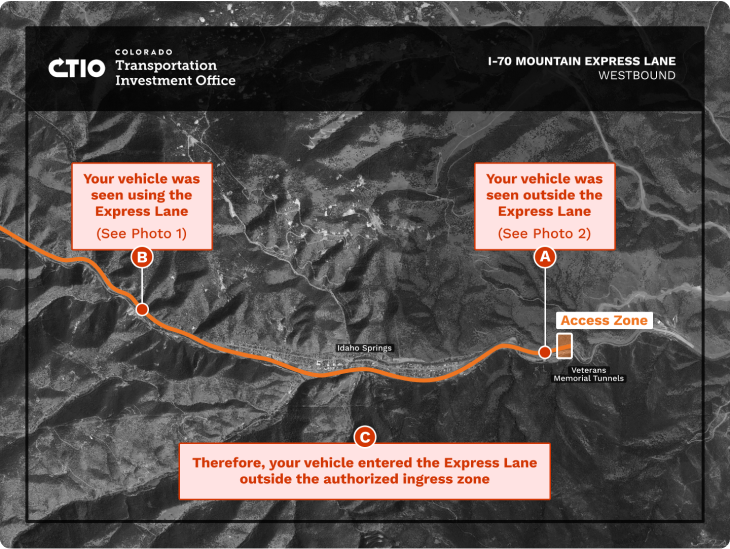 CTIO
COLORADO
Transportation
Investment Office
I-70 MOUNTAIN EXPRESS LANE
WESTBOUND
Your vehicle was
seen using the
Express Lane
(See Photo 1)
B
Your vehicle was
seen outside the
Express Lane
(See Photo 2)
A
Access Zone
Idaho Springs
Veterans
Memorial Tunnels
C
Therefore, your vehicle entered the Express Lane
outside the authorized ingress zone